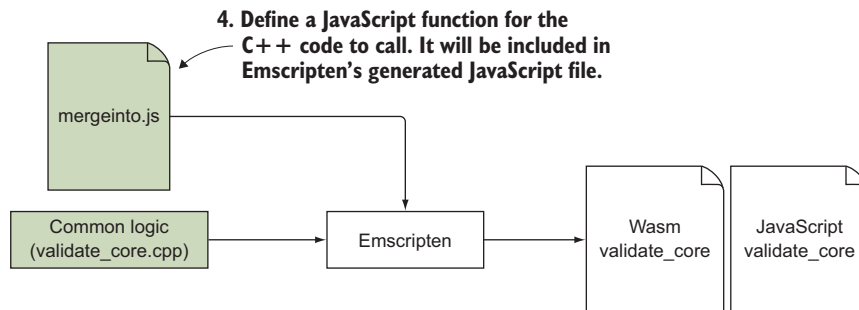 4. Define a JavaScript function for the
C++ code to call. It will be included in
Emscripten's generated JavaScript file.
mergeinto.js
Common logic
(validate_core.cpp)
Emscripten
Wasm
validate_core
JavaScript
validate_core